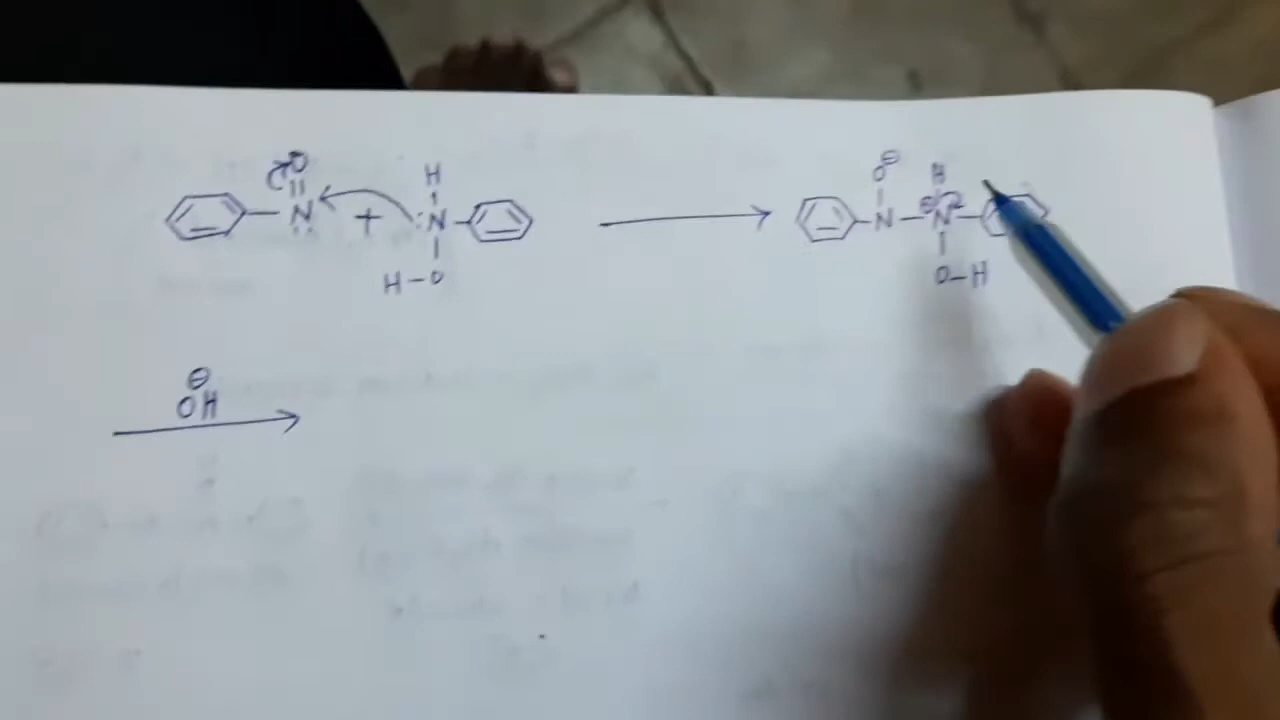 O H O⊖ H
N + :N N — N⊕
H–O O–H
⊖
OH